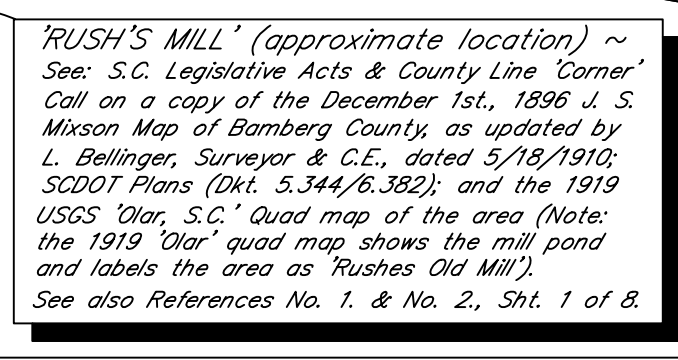 'RUSH'S MILL' (approximate location) ~
See: S.C. Legislative Acts & County Line 'Corner'
Call on a copy of the December 1st., 1896 J. S.
Mixson Map of Bamberg County, as updated by
L. Bellinger, Surveyor & C.E., dated 5/18/1910;
SCDOT Plans (Dkt. 5.344/6.382); and the 1919
USGS 'Olar, S.C.' Quad map of the area (Note:
the 1919 'Olar' quad map shows the mill pond
and labels the area as 'Rushes Old Mill').
See also References No. 1. & No. 2., Sht. 1 of 8.